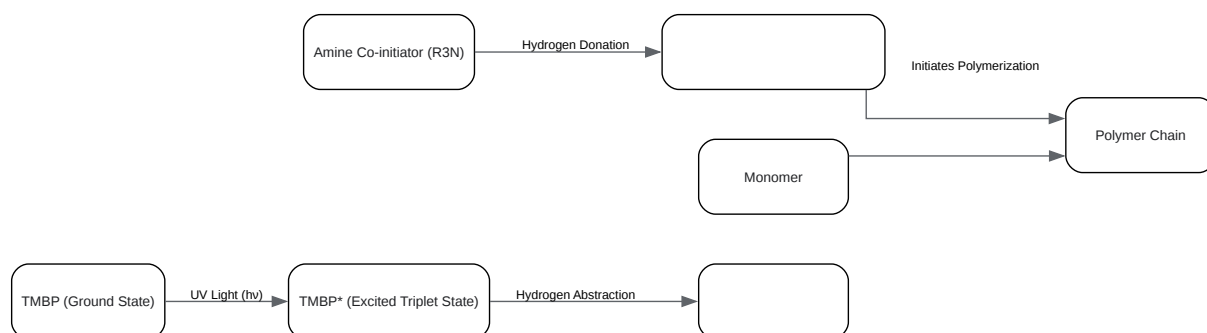 Amine Co-initiator (R3N)
Hydrogen Donation
Initiates Polymerization
Polymer Chain
Monomer
TMBP (Ground State)
UV Light (hν)
TMBP* (Excited Triplet State)
Hydrogen Abstraction